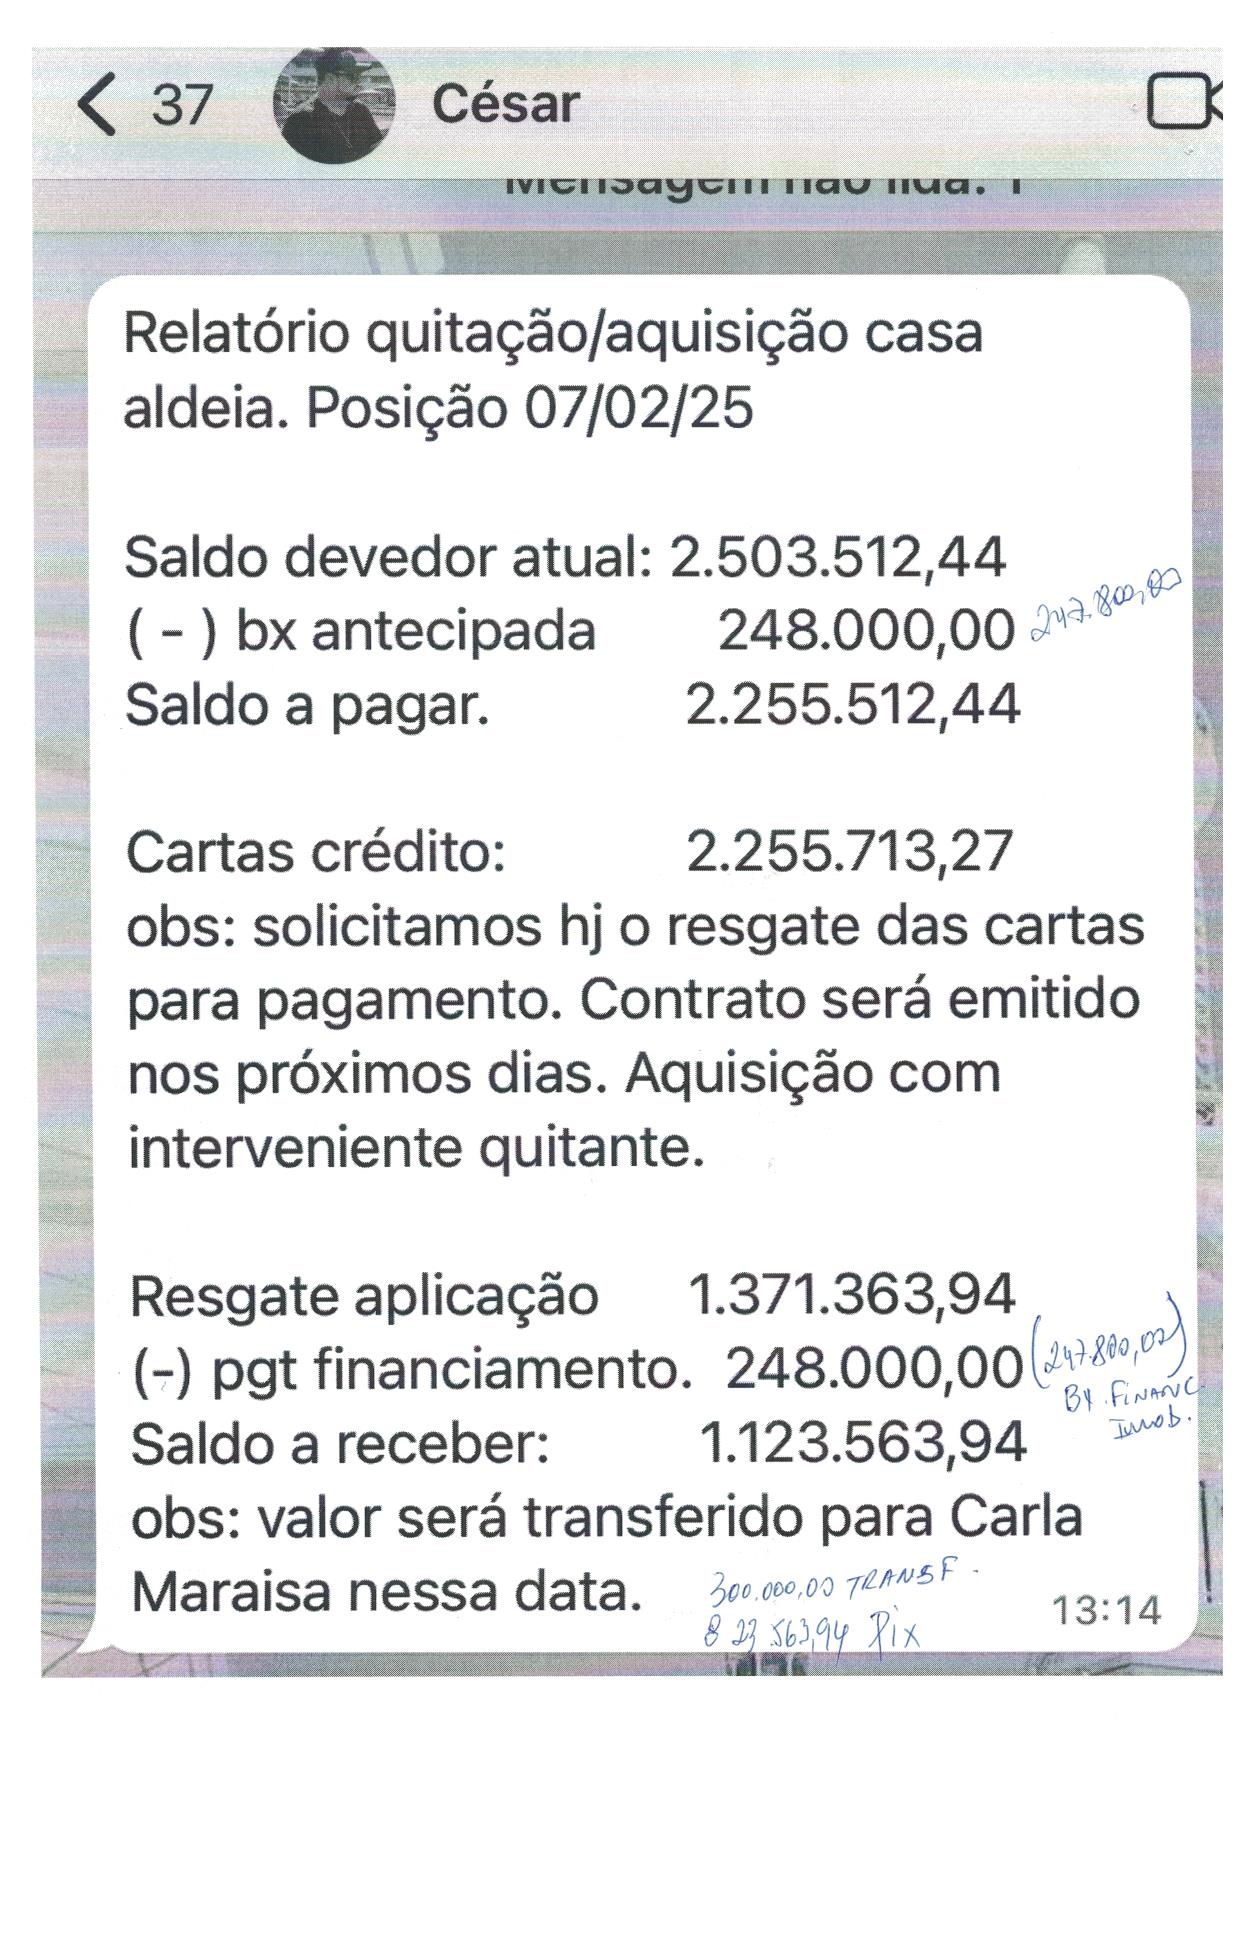 37 César
Mensagem não lida. 1
Relatório quitação/aquisição casa
aldeia. Posição 07/02/25
Saldo devedor atual: 2.503.512,44
( - ) bx antecipada 248.000,00 247.800,00
Saldo a pagar. 2.255.512,44
Cartas crédito: 2.255.713,27
obs: solicitamos hj o resgate das cartas
para pagamento. Contrato será emitido
nos próximos dias. Aquisição com
interveniente quitante.
Resgate aplicação 1.371.363,94
(-) pgt financiamento. 248.000,00 (247.800,00)
BX. FINANC
Imob.
Saldo a receber: 1.123.563,94
obs: valor será transferido para Carla
Maraisa nessa data.
300.000,00 TRANSF.
823.563,94 Pix
13:14